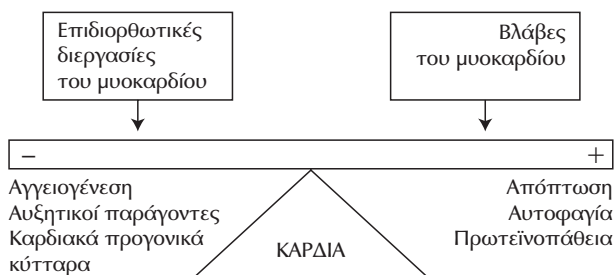 Επιδιορθωτικές
διεργασίες
του μυοκαρδίου
Βλάβες
του μυοκαρδίου
– +
Αγγειογένεση
Αυξητικοί παράγοντες
Καρδιακά προγονικά
κύτταρα
ΚΑΡΔΙΑ
Απόπτωση
Αυτοφαγία
Πρωτεϊνοπάθεια